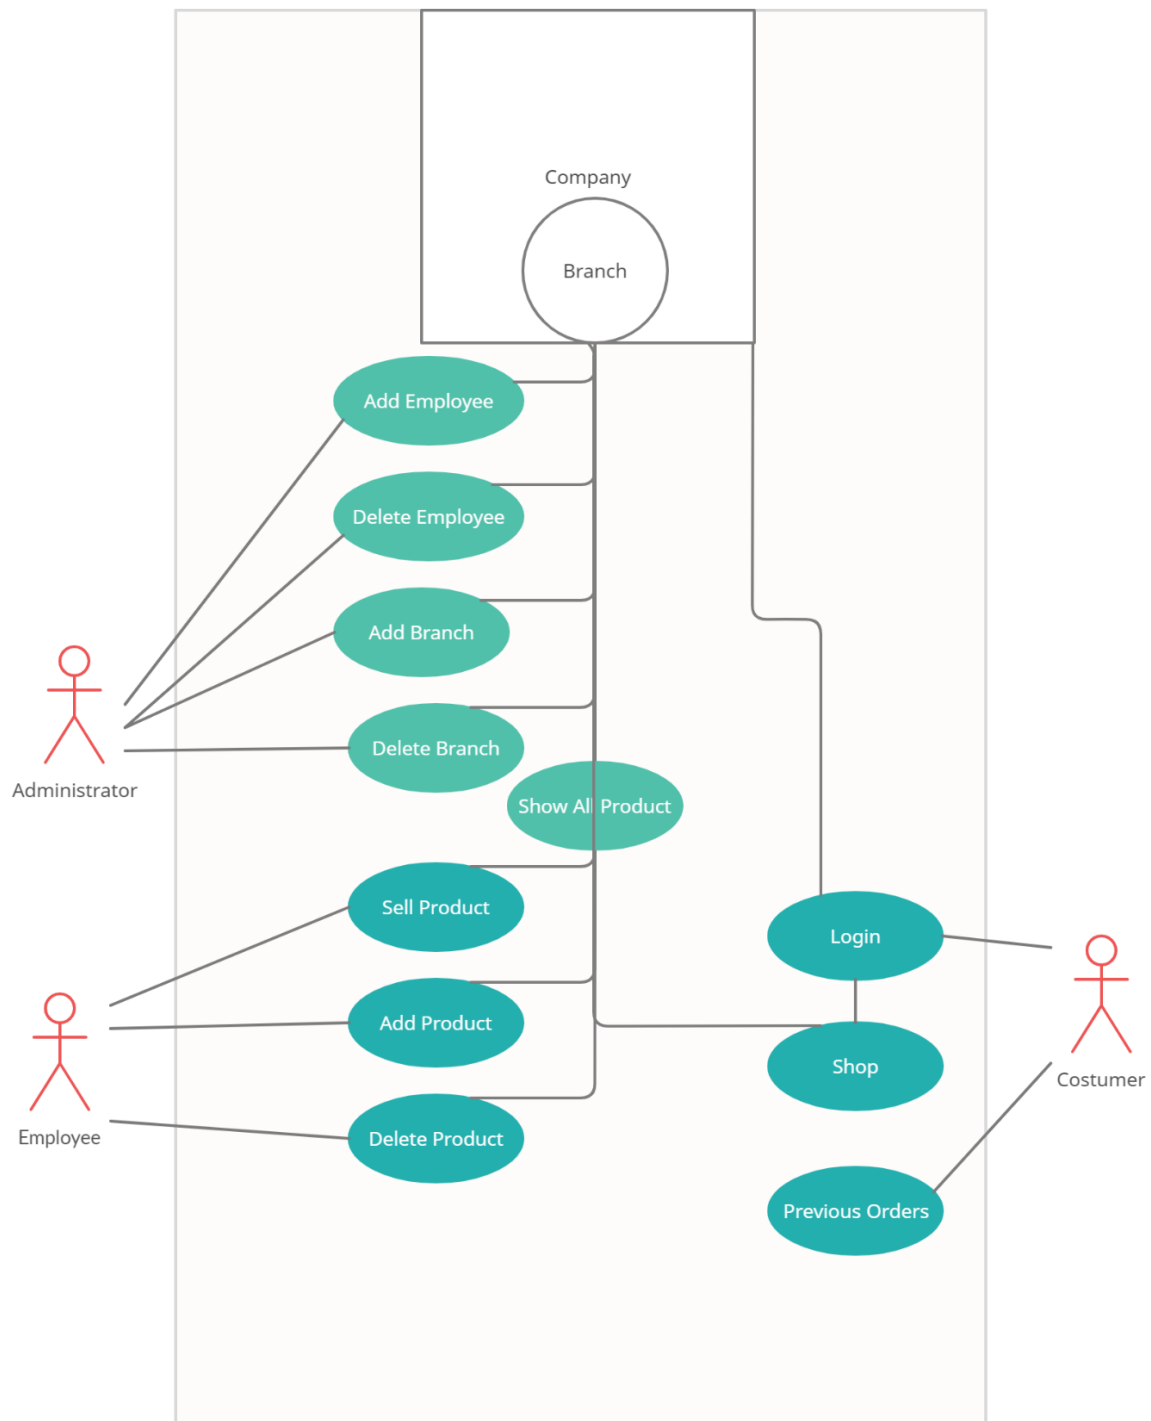 Company
Branch
Add Employee
Delete Employee
Add Branch
Delete Branch
Administrator
Show All Product
Sell Product
Login
Add Product
Shop
Costumer
Employee
Delete Product
Previous Orders